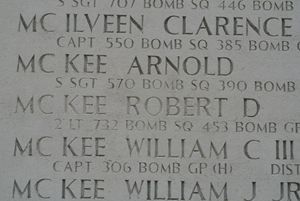 S SGT 707 BOMB SQ 446 BOMB
MC ILVEEN CLARENCE
CAPT 550 BOMB SQ 385 BOMB
MC KEE ARNOLD
S SGT 570 BOMB SQ 390 BOMB
MC KEE ROBERT D
2 LT 732 BOMB SQ 453 BOMB GP
MC KEE WILLIAM C III
CAPT 306 BOMB GP (H) DIST
MC KEE WILLIAM J JR